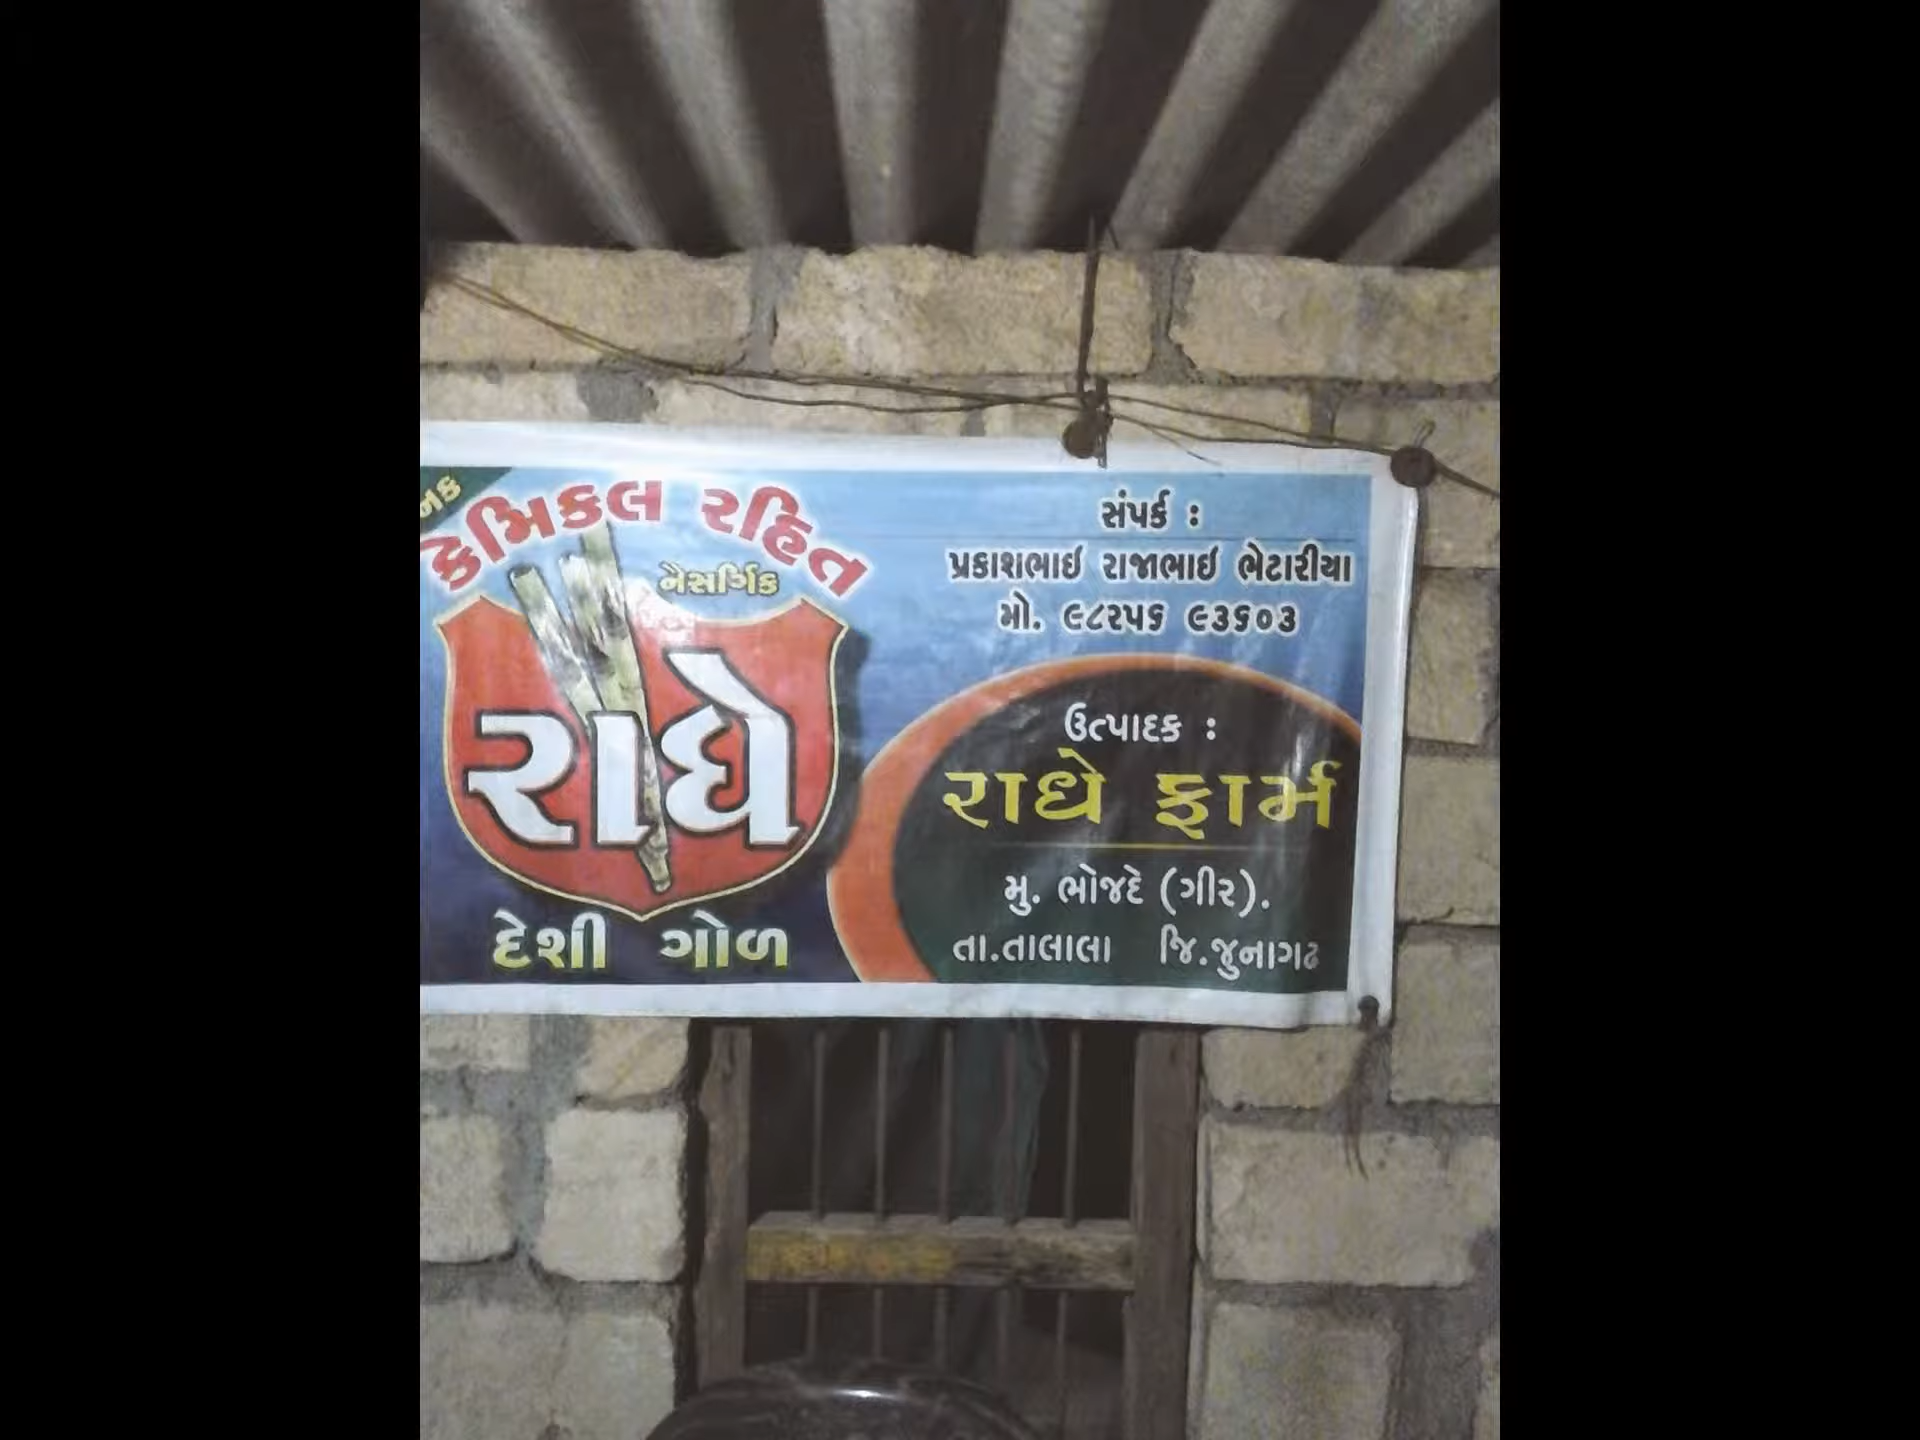 કેમિકલ રહિત
નૈસર્ગિક
રાધે
દેશી ગોળ
સંપર્ક :
પ્રકાશભાઈ રાજાભાઈ ભેટારીયા
મો. ૯૮૨૫૬ ૯૩૬૦૩
ઉત્પાદક :
રાધે ફાર્મ
મુ. ભોજદે (ગીર).
તા.તાલાલા જિ.જુનાગઢ